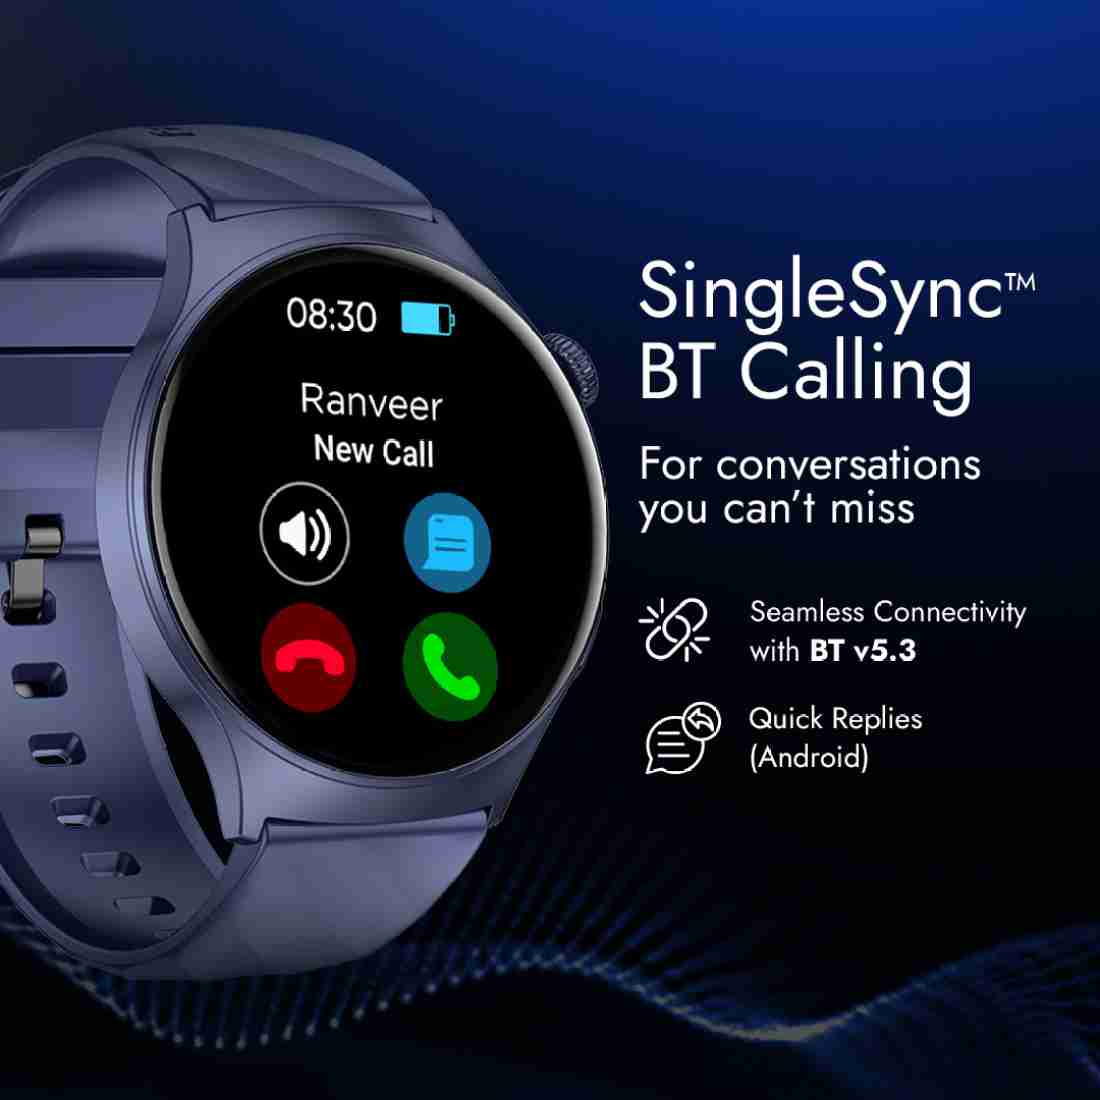 08:30
Ranveer
New Call
SingleSync™
BT Calling
For conversations
you can't miss
Seamless Connectivity
with BT v5.3
Quick Replies
(Android)